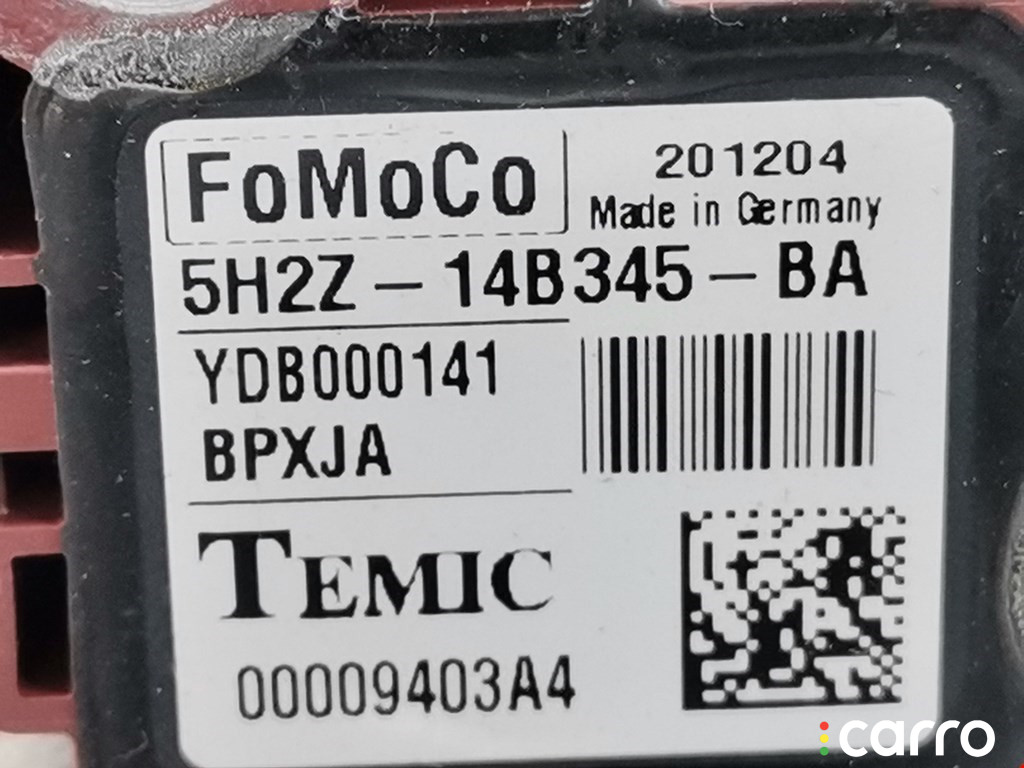 FoMoCo
201204
Made in Germany
5H2Z-14B345-BA
YDB000141
BPXJA
TEMIC
00009403A4
carro